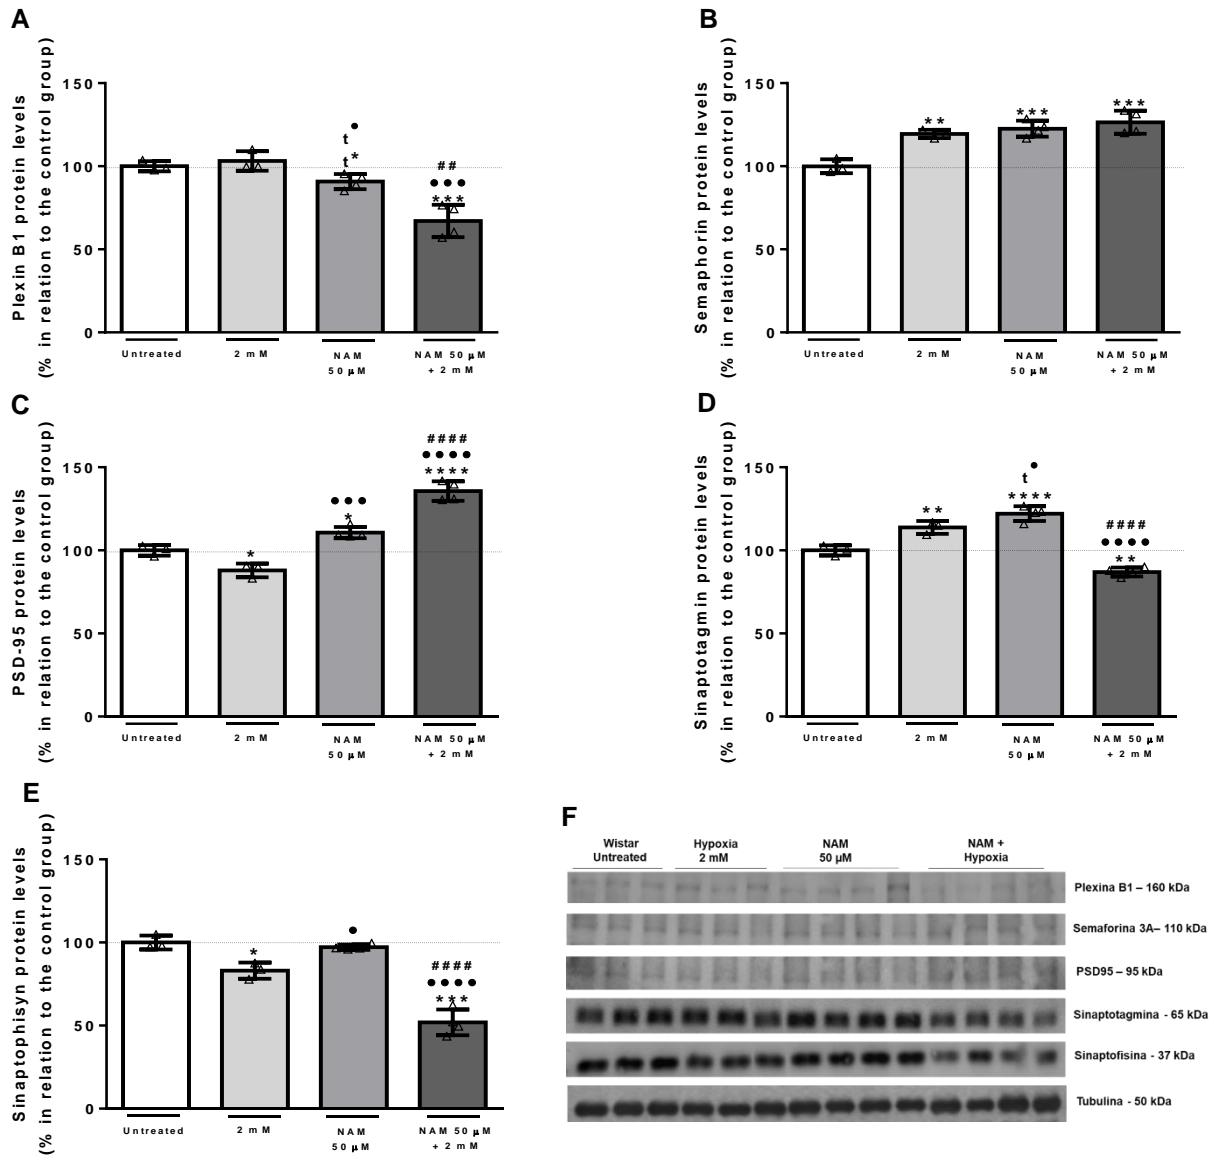 A
Plexin B1 protein levels
(% in relation to the control group)
150
100
50
0
t
•
t
*
##
•••
***
Untreated
2 mM
NAM
50 µM
NAM 50 µM
+ 2 mM
B
Semaphorin protein levels
(% in relation to the control group)
150
100
50
0
**
***
***
Untreated
2 mM
NAM
50 µM
NAM 50 µM
+ 2 mM
C
PSD-95 protein levels
(% in relation to the control group)
150
100
50
0
*
•••
*
####
••••
****
Untreated
2 mM
NAM
50 µM
NAM 50 µM
+ 2 mM
D
Sinaptotagmin protein levels
(% in relation to the control group)
150
100
50
0
**
•
t
****
####
••••
**
Untreated
2 mM
NAM
50 µM
NAM 50 µM
+ 2 mM
E
Sinaptophisyn protein levels
(% in relation to the control group)
150
100
50
0
*
•
####
••••
***
Untreated
2 mM
NAM
50 µM
NAM 50 µM
+ 2 mM
F
Wistar
Untreated
Hypoxia
2 mM
NAM
50 µM
NAM +
Hypoxia
Plexina B1 – 160 kDa
Semaforina 3A– 110 kDa
PSD95 – 95 kDa
Sinaptotagmina - 65 kDa
Sinaptofisina - 37 kDa
Tubulina - 50 kDa